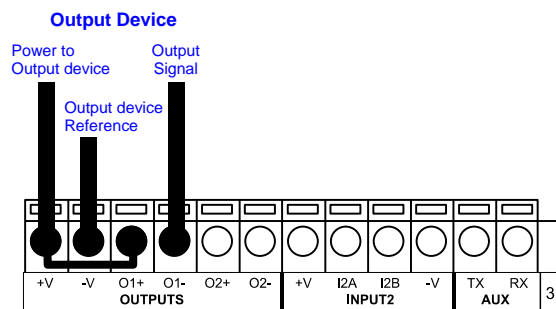 Output Device
Power to
Output device
Output
Signal
Output device
Reference
+V -V O1+ O1- O2+ O2- +V I2A I2B -V TX RX
OUTPUTS INPUT2 AUX 3